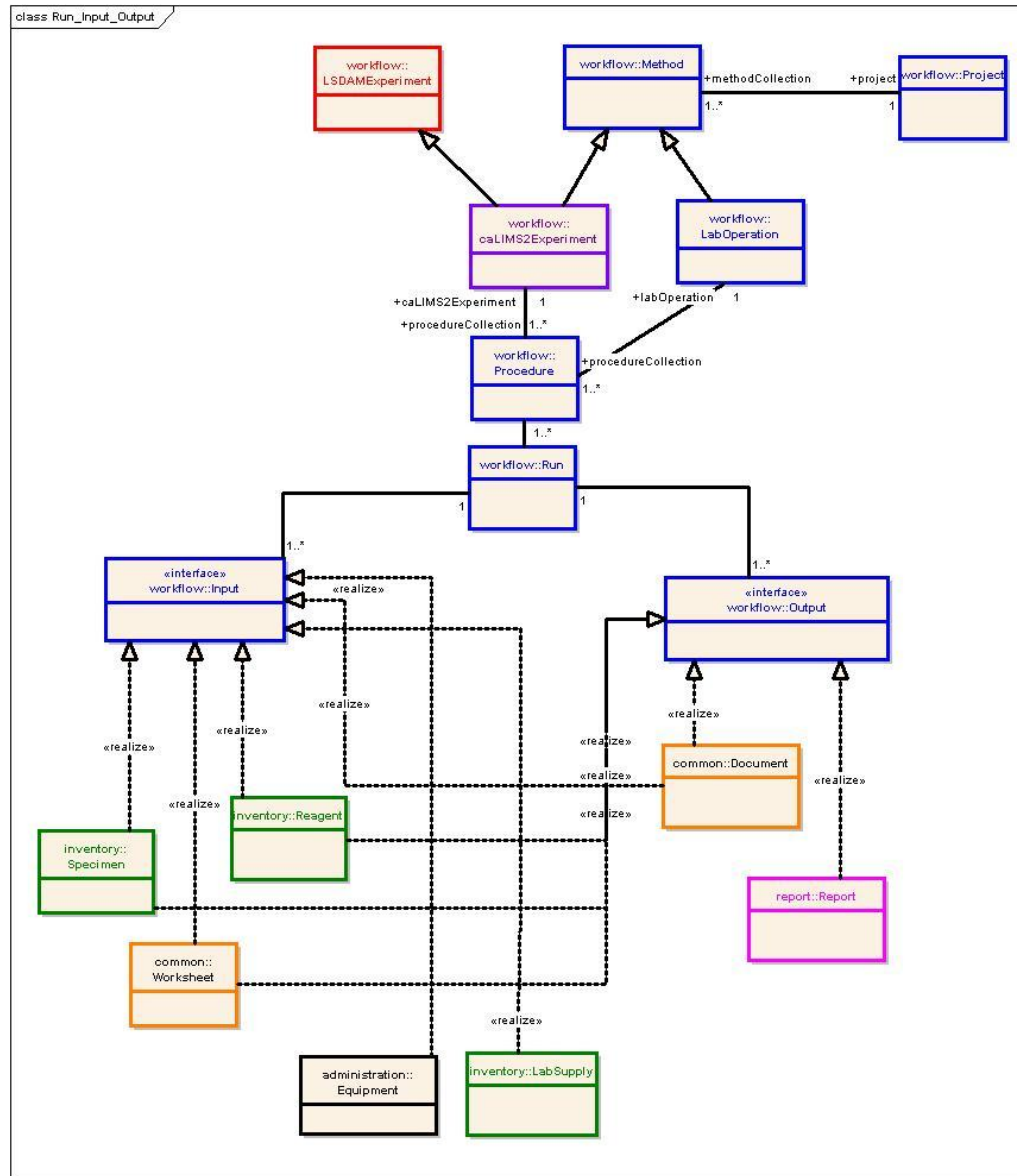 class Run_Input_Output
workflow::
LSDAMExperiment
workflow::Method
+methodCollection
1..*
+project
1
workflow::Project
workflow::
caLIMS2Experiment
workflow::
LabOperation
+caLIMS2Experiment
1
+labOperation
1
+procedureCollection
1..*
workflow::
Procedure
+procedureCollection
1..*
1..*
workflow::Run
1
1
1..*
1..*
«interface»
workflow::Input
«realize»
«interface»
workflow::Output
«realize»
«realize»
«realize»
«realize»
«realize»
«realize»
«realize»
common::Document
«realize»
«realize»
«realize»
inventory::Reagent
inventory::
Specimen
report::Report
common::
Worksheet
«realize»
administration::
Equipment
inventory::LabSupply